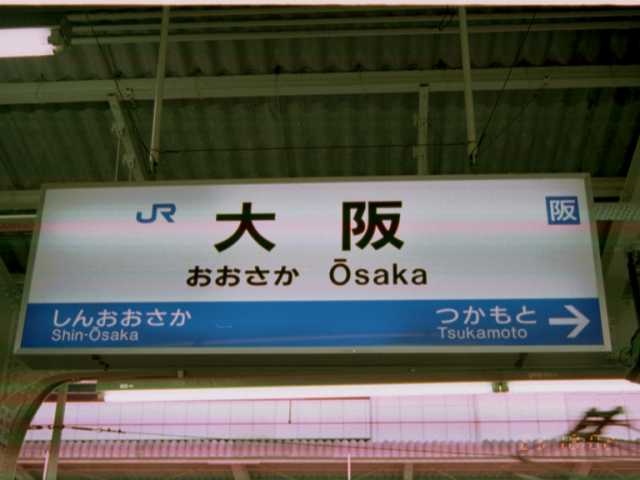 JR 大阪 阪
おおさか Ōsaka
しんおおさか つかもと
Shin-Ōsaka Tsukamoto